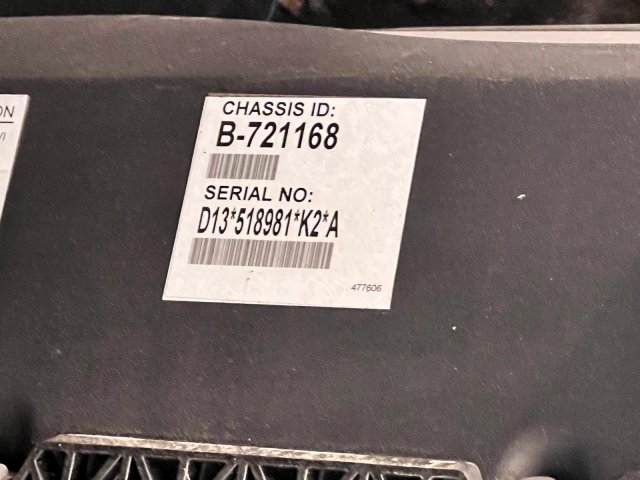 CHASSIS ID:
B-721168
SERIAL NO:
D13*518981*K2*A
477606